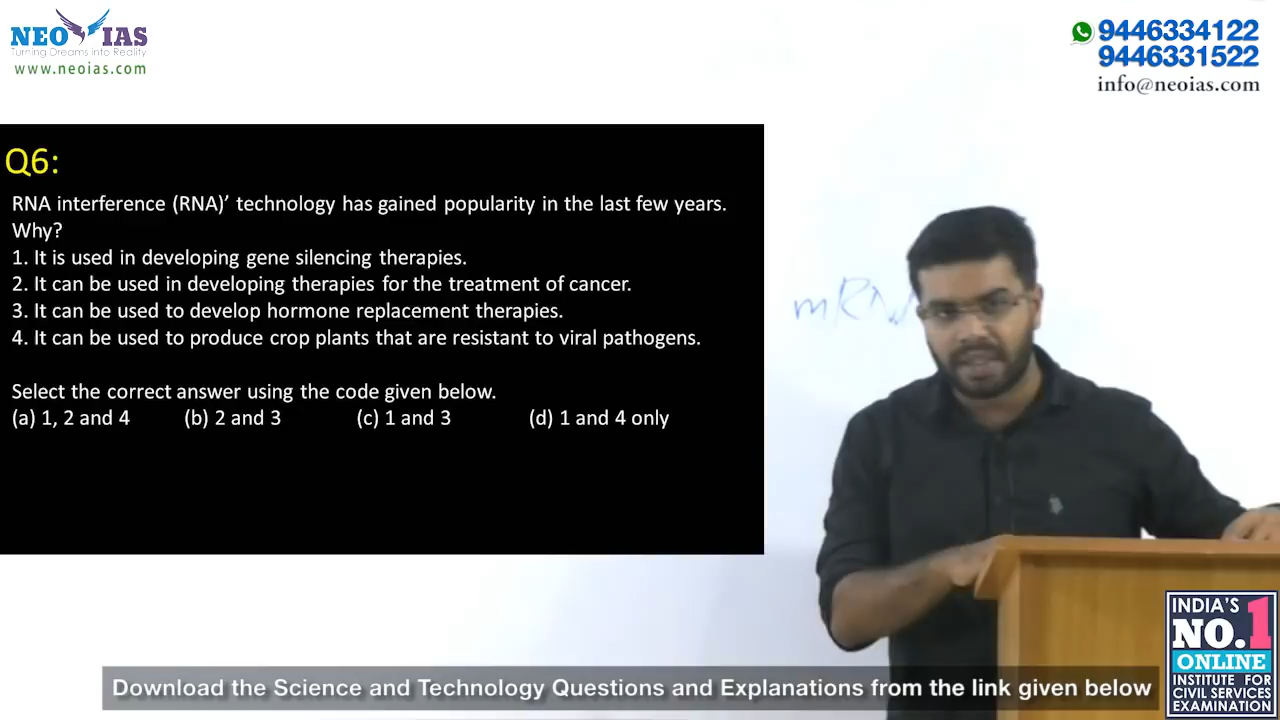 NEO IAS
Turning Dreams into Reality
www.neoias.com
9446334122
9446331522
info@neoias.com
Q6:
RNA interference (RNA)’ technology has gained popularity in the last few years.
Why?
1. It is used in developing gene silencing therapies.
2. It can be used in developing therapies for the treatment of cancer.
3. It can be used to develop hormone replacement therapies.
4. It can be used to produce crop plants that are resistant to viral pathogens.
Select the correct answer using the code given below.
(a) 1, 2 and 4 (b) 2 and 3 (c) 1 and 3 (d) 1 and 4 only
mRN
INDIA'S
NO.1
ONLINE
INSTITUTE FOR
CIVIL SERVICES
EXAMINATION
Download the Science and Technology Questions and Explanations from the link given below